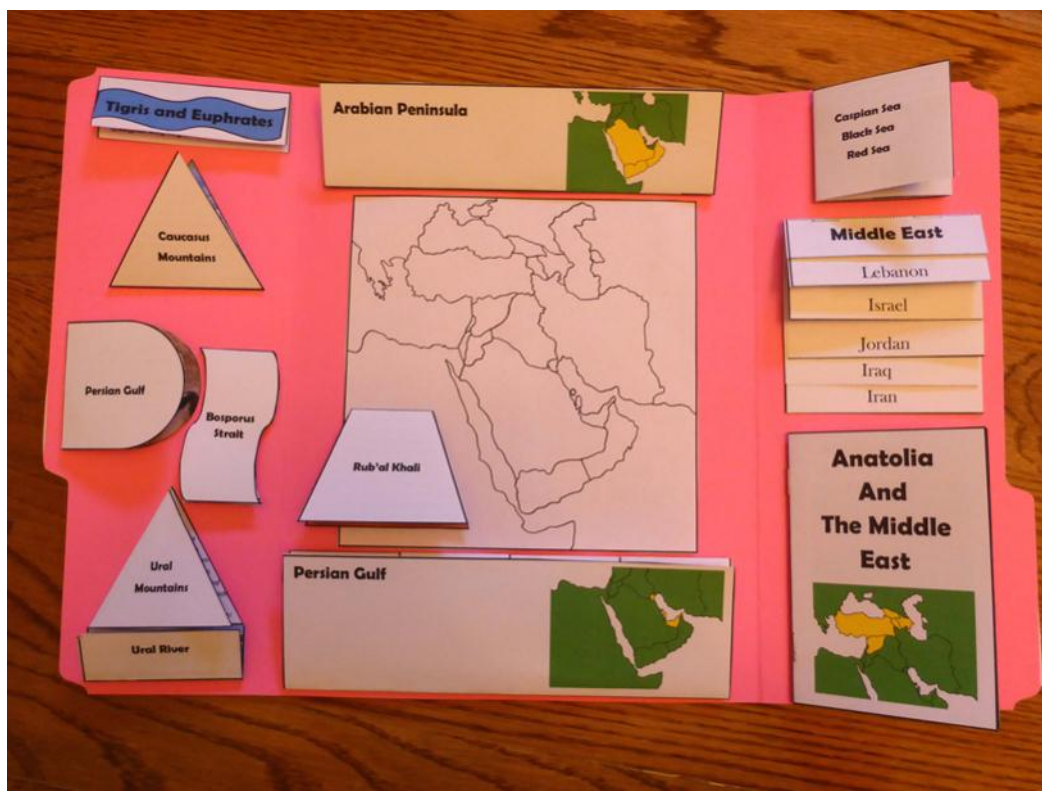 Tigris and Euphrates
Caucasus
Mountains
Persian Gulf
Bosporus
Strait
Ural
Mountains
Ural River
Arabian Peninsula
Rub'al Khali
Persian Gulf
Caspian Sea
Black Sea
Red Sea
Middle East
Lebanon
Israel
Jordan
Iraq
Iran
Anatolia
And
The Middle
East